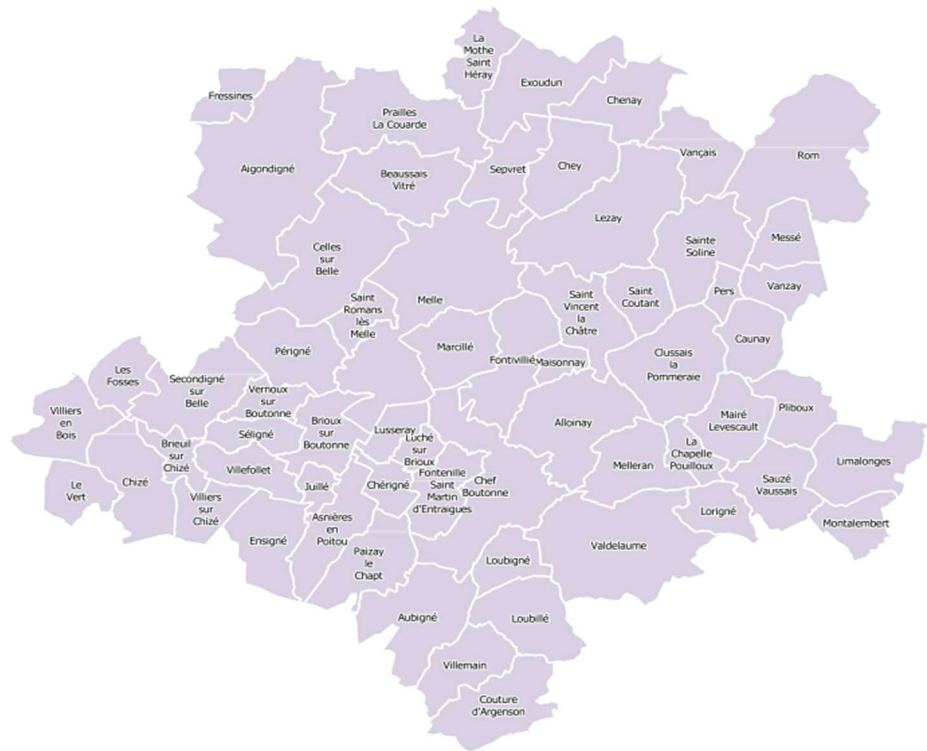 La
Mothe
Saint
Héray
Exoudun
Fressines
Chenay
Prailles
La Couarde
Vançais
Rom
Aigondigné
Beaussais
Vitré
Sepvret
Chey
Lezay
Celles
sur
Belle
Sainte
Soline
Messé
Saint
Romans
lès
Melle
Melle
Saint
Vincent
la
Châtre
Saint
Coutant
Pers
Vanzay
Périgné
Marcillé
Fontivillié
Maisonnay
Clussais
la
Pommeraie
Caunay
Les
Fosses
Secondigné
sur
Belle
Vernoux
sur
Boutonne
Villiers
en
Bois
Brieuil
sur
Chizé
Séligné
Brioux
sur
Boutonne
Lusseray
Luché
sur
Brioux
Alloinay
Mairé
Levescault
Pliboux
Le
Vert
Chizé
Villiers
sur
Chizé
Villefollet
Juillé
Chérigné
Fontenille
Saint
Martin
d'Entraigues
Chef
Boutonne
Melleran
La
Chapelle
Pouilloux
Sauzé
Vaussais
Limalonges
Ensigné
Asnières
en
Poitou
Paizay
le
Chapt
Loubigné
Valdelaume
Lorigné
Montalembert
Aubigné
Loubillé
Villemain
Couture
d'Argenson